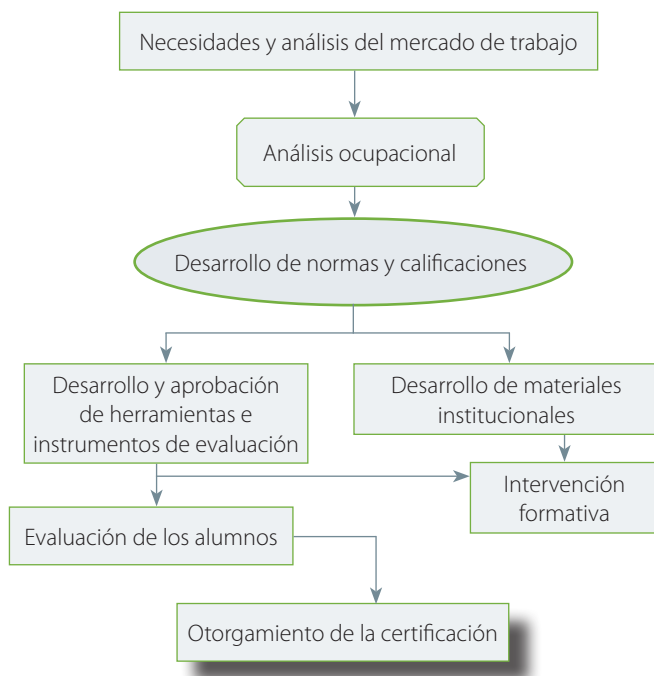 Necesidades y análisis del mercado de trabajo
Análisis ocupacional
Desarrollo de normas y calificaciones
Desarrollo y aprobación
de herramientas e
instrumentos de evaluación
Desarrollo de materiales
institucionales
Intervención
formativa
Evaluación de los alumnos
Otorgamiento de la certificación